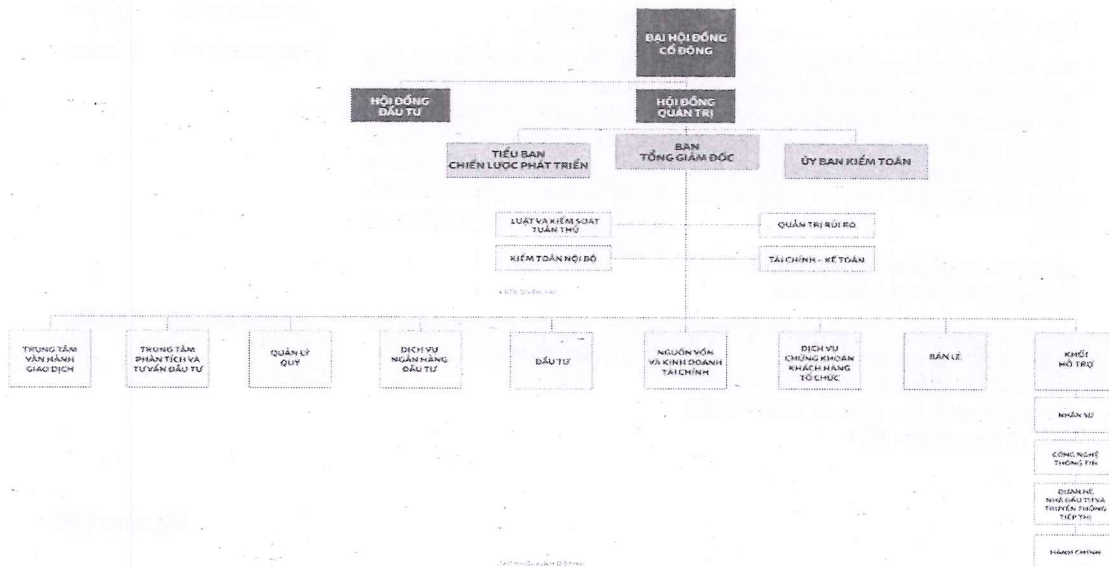 ĐẠI HỘI ĐỒNG
CỔ ĐÔNG
HỘI ĐỒNG
ĐẦU TƯ
HỘI ĐỒNG
QUẢN TRỊ
TIỂU BAN
CHIẾN LƯỢC PHÁT TRIỂN
BAN
TỔNG GIÁM ĐỐC
ỦY BAN KIỂM TOÁN
LUẬT VÀ KIỂM SOÁT
TUÂN THỦ
QUẢN TRỊ RỦI RO
KIỂM TOÁN NỘI BỘ
TÀI CHÍNH - KẾ TOÁN
TRUNG TÂM
VẬN HÀNH
GIAO DỊCH
TRUNG TÂM
PHÂN TÍCH VÀ
TƯ VẤN ĐẦU TƯ
QUẢN LÝ
QUỸ
DỊCH VỤ
NGÂN HÀNG
ĐẦU TƯ
ĐẦU TƯ
NGUỒN VỐN
VÀ KINH DOANH
TÀI CHÍNH
DỊCH VỤ
CHỨNG KHOÁN
KHÁCH HÀNG
TỔ CHỨC
BÁN LẺ
KHỐI
HỖ TRỢ
NHÂN SỰ
CÔNG NGHỆ
THÔNG TIN
QUAN HỆ
NHÀ ĐẦU TƯ VÀ
TRUYỀN THÔNG
TIẾP THỊ
HÀNH CHÍNH